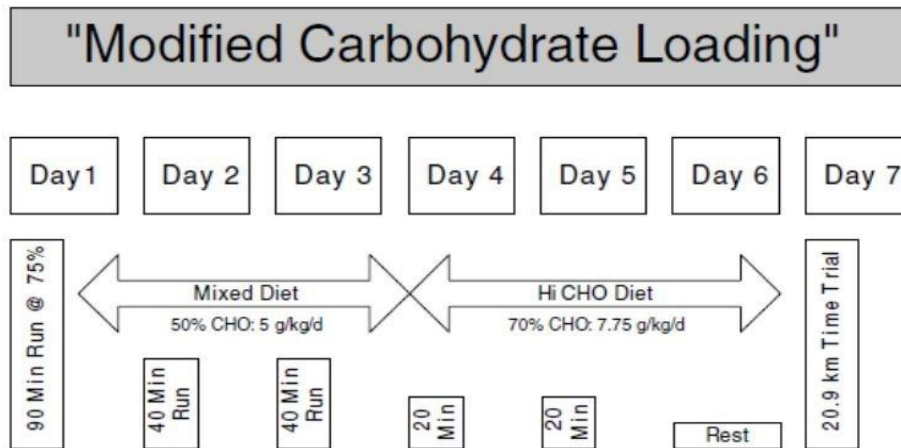 "Modified Carbohydrate Loading"
Day 1
Day 2
Day 3
Day 4
Day 5
Day 6
Day 7
90 Min Run @ 75%
Mixed Diet
50% CHO: 5 g/kg/d
Hi CHO Diet
70% CHO: 7.75 g/kg/d
40 Min
Run
40 Min
Run
20
Min
20
Min
Rest
20.9 km Time Trial